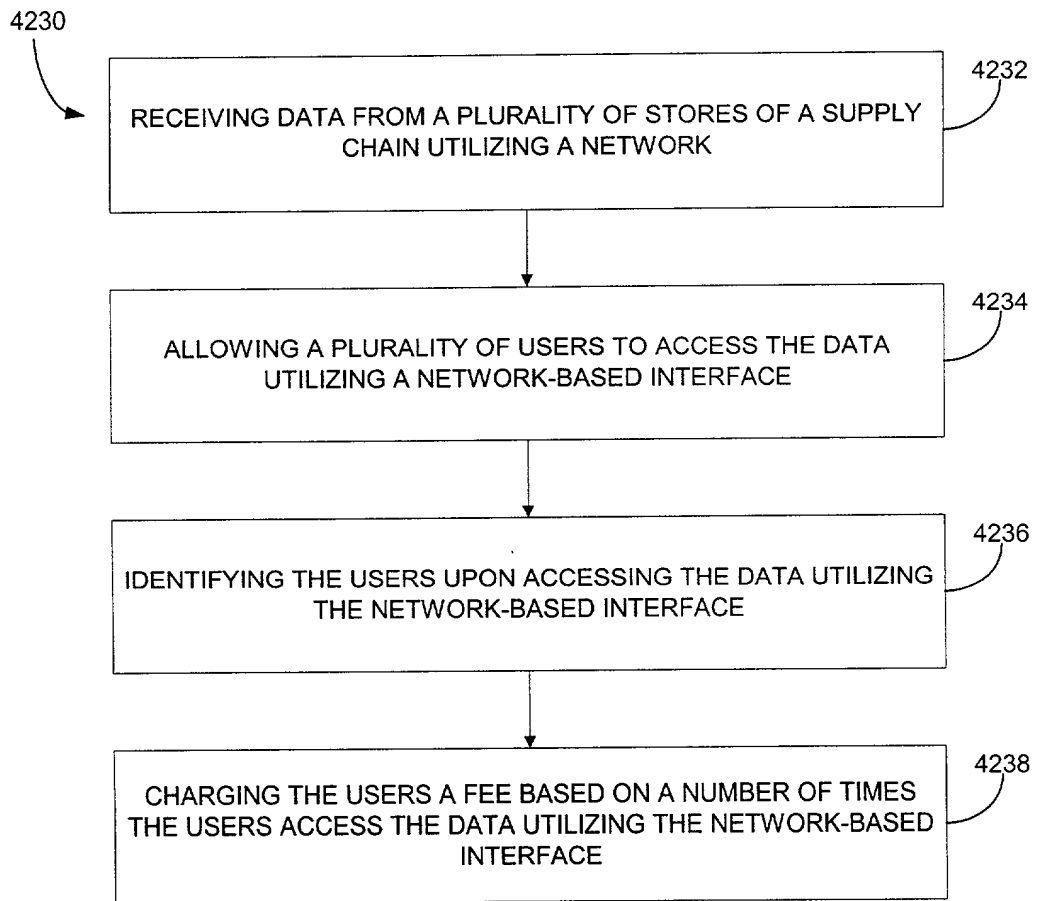 4230
4232
RECEIVING DATA FROM A PLURALITY OF STORES OF A SUPPLY
CHAIN UTILIZING A NETWORK
4234
ALLOWING A PLURALITY OF USERS TO ACCESS THE DATA
UTILIZING A NETWORK-BASED INTERFACE
4236
IDENTIFYING THE USERS UPON ACCESSING THE DATA UTILIZING
THE NETWORK-BASED INTERFACE
4238
CHARGING THE USERS A FEE BASED ON A NUMBER OF TIMES
THE USERS ACCESS THE DATA UTILIZING THE NETWORK-BASED
INTERFACE